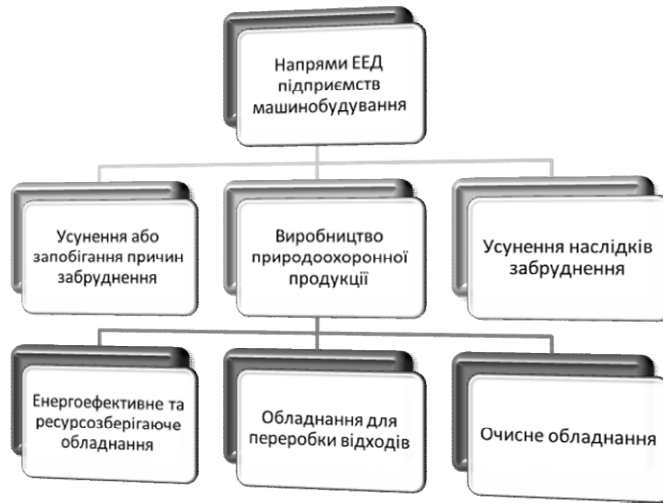 Напрями ЕЕД
підприємств
машинобудування
Усунення або
запобігання причин
забруднення
Виробництво
природоохоронної
продукції
Усунення наслідків
забруднення
Енергоефективне та
ресурсозберігаюче
обладнання
Обладнання для
переробки відходів
Очисне обладнання